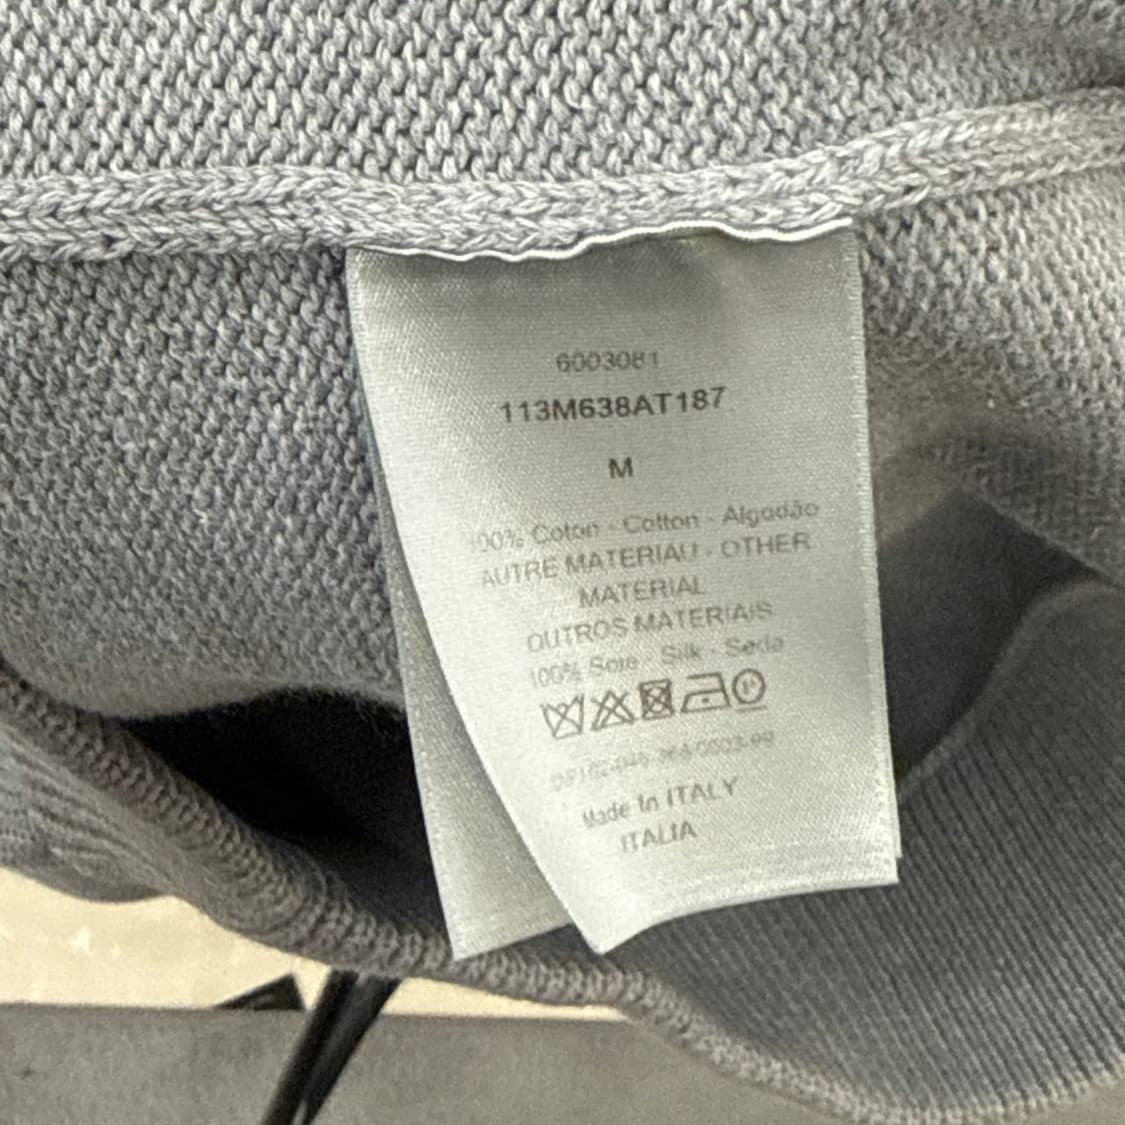 6003081
113M638AT187
M
100% Coton - Cotton - Algodão
AUTRE MATERIAU - OTHER
MATERIAL
OUTROS MATERIAIS
100% Soie - Silk - Seda
Made In ITALY
ITALIA